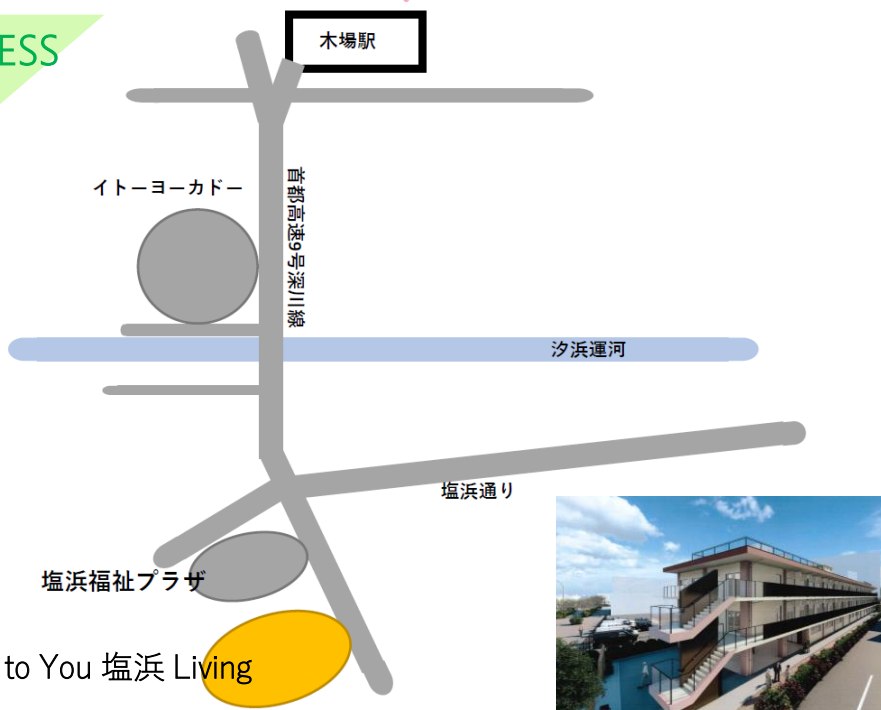 ESS
木場駅
イトーヨーカドー
首都高速9号深川線
汐浜運河
塩浜通り
塩浜福祉プラザ
to You 塩浜 Living